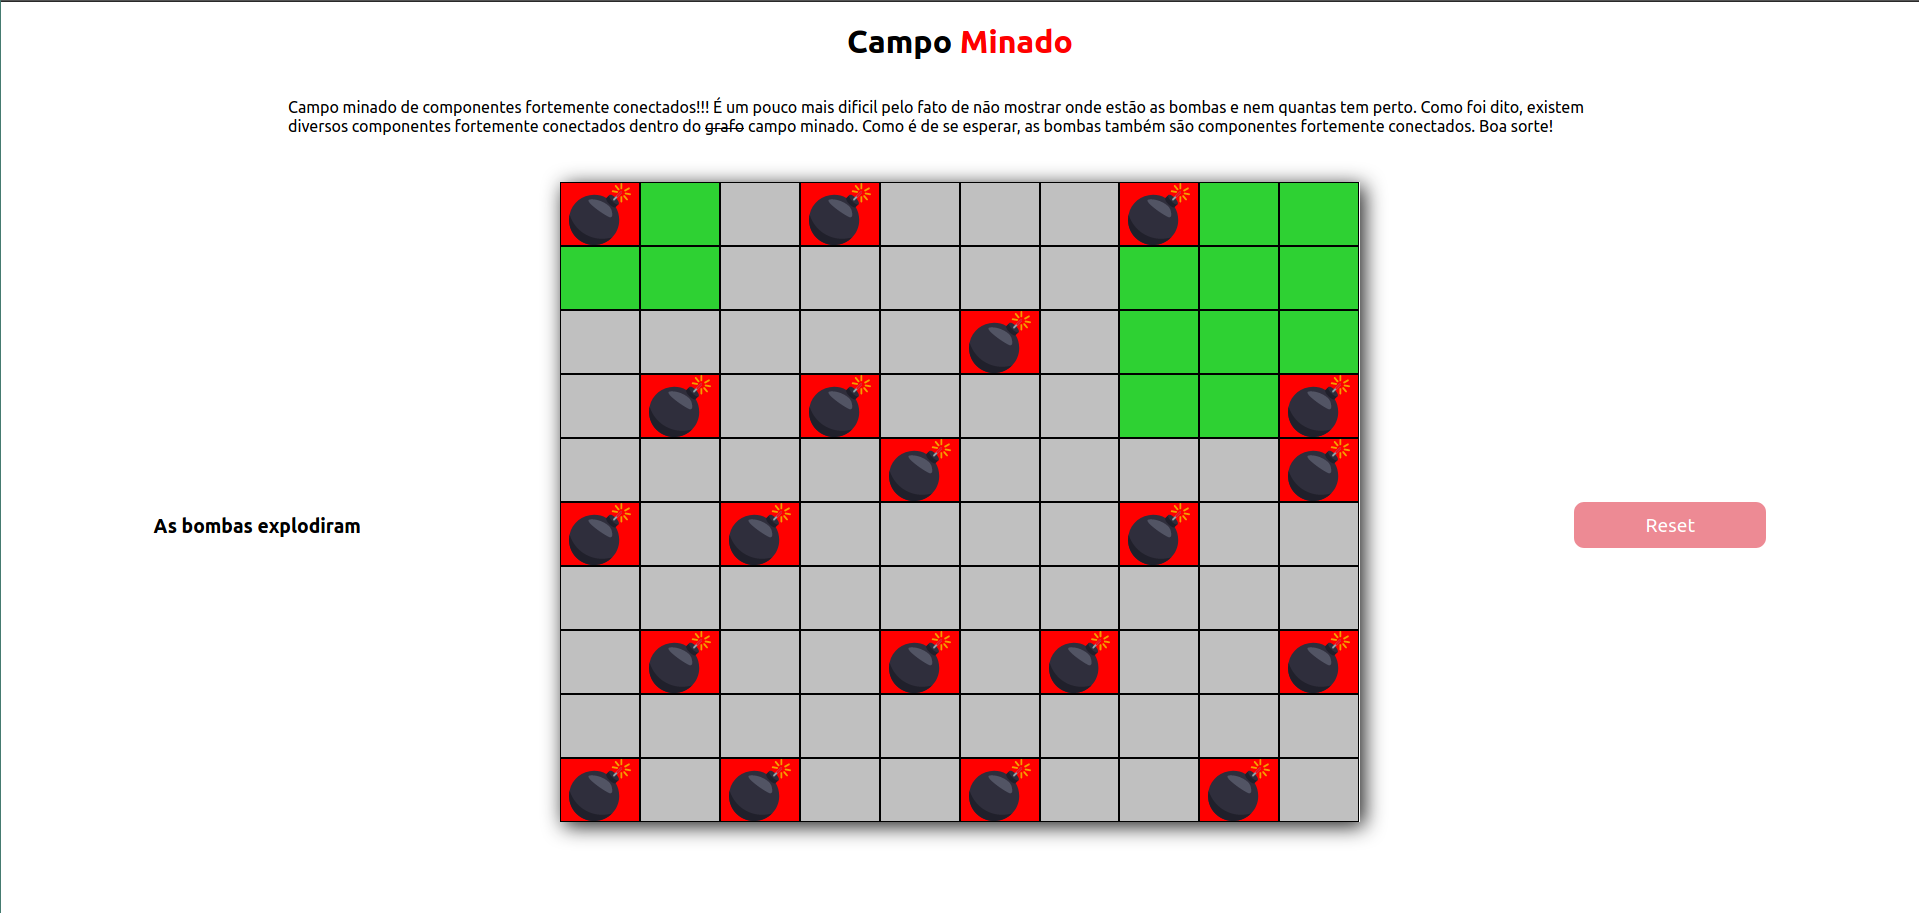 Campo Minado
Campo minado de componentes fortemente conectados!!! É um pouco mais dificil pelo fato de não mostrar onde estão as bombas e nem quantas tem perto. Como foi dito, existem
diversos componentes fortemente conectados dentro do grafo campo minado. Como é de se esperar, as bombas também são componentes fortemente conectados. Boa sorte!
As bombas explodiram
Reset